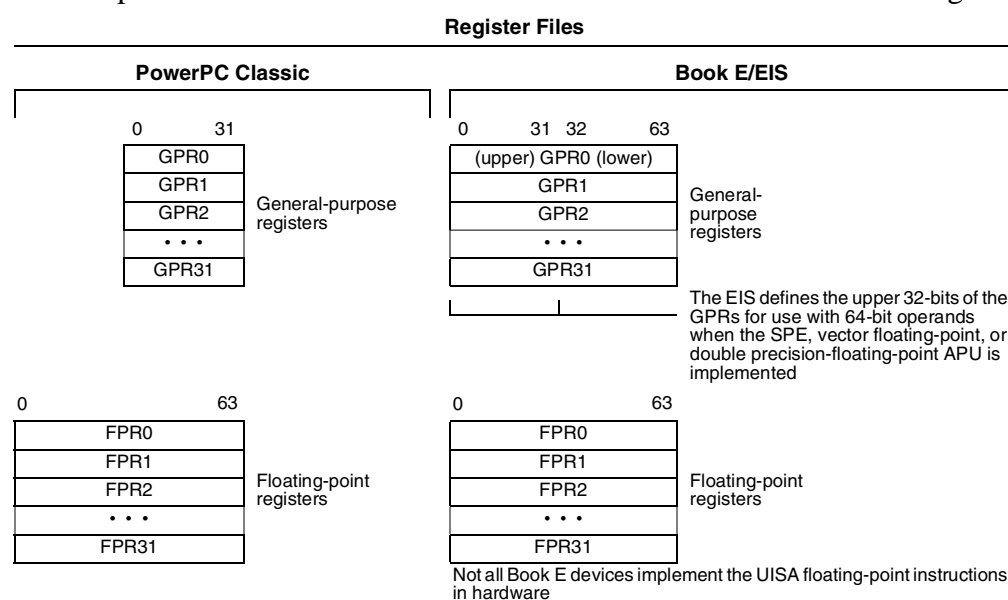 Register Files
PowerPC Classic
0 31
GPR0
GPR1
GPR2
• • •
GPR31
General-purpose
registers
0 63
FPR0
FPR1
FPR2
• • •
FPR31
Floating-point
registers
Book E/EIS
0 31 32 63
(upper) GPR0 (lower)
GPR1
GPR2
• • •
GPR31
General-
purpose
registers
The EIS defines the upper 32-bits of the
GPRs for use with 64-bit operands
when the SPE, vector floating-point, or
double precision-floating-point APU is
implemented
0 63
FPR0
FPR1
FPR2
• • •
FPR31
Floating-point
registers
Not all Book E devices implement the UISA floating-point instructions
in hardware